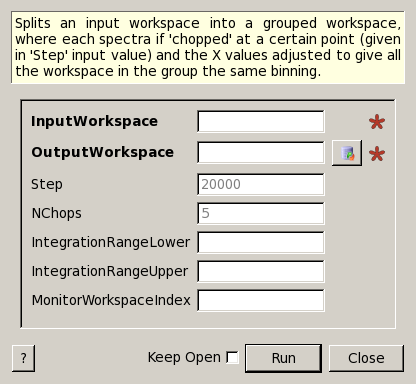 Splits an input workspace into a grouped workspace,
where each spectra if 'chopped' at a certain point (given
in 'Step' input value) and the X values adjusted to give all
the workspace in the group the same binning.
InputWorkspace
OutputWorkspace
Step 20000
NChops 5
IntegrationRangeLower
IntegrationRangeUpper
MonitorWorkspaceIndex
? Keep Open Run Close